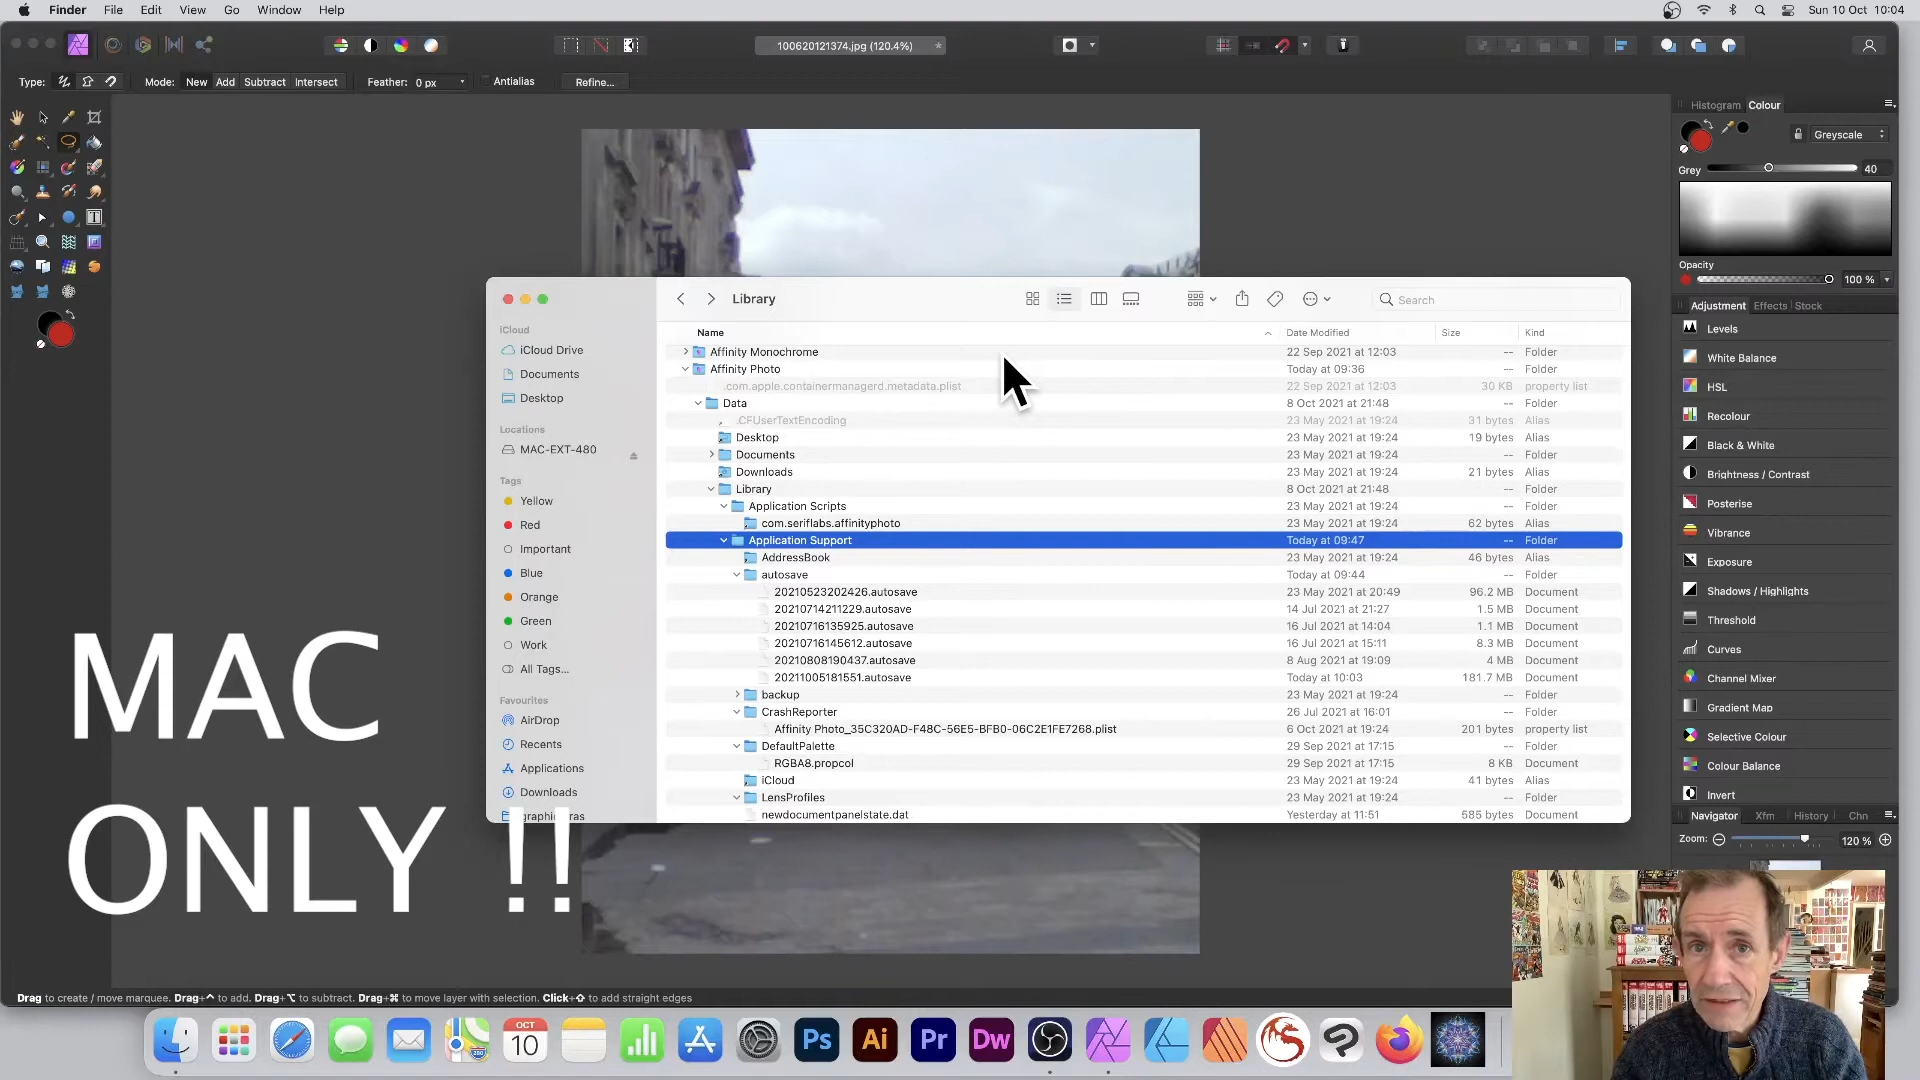 Finder File Edit View Go Window Help Sun 10 Oct 10:04
100620121374.jpg (120.4%)
Type: Mode: New Add Subtract Intersect Feather: 0 px Antialias Refine...
Histogram Colour
Greyscale
Grey 40
Opacity
100 %
Adjustment Effects Stock
Levels
White Balance
HSL
Recolour
Black & White
Brightness / Contrast
Posterise
Vibrance
Exposure
Shadows / Highlights
Threshold
Curves
Channel Mixer
Gradient Map
Selective Colour
Colour Balance
Invert
Navigator Xfm History Chn
Zoom: 120 %
Library
Search
iCloud
iCloud Drive
Documents
Desktop
Locations
MAC-EXT-480
Tags
Yellow
Red
Important
Blue
Orange
Green
Work
All Tags...
Favourites
AirDrop
Recents
Applications
Downloads
Name Date Modified Size Kind
Affinity Monochrome 22 Sep 2021 at 12:03 -- Folder
Affinity Photo Today at 09:36 -- Folder
.com.apple.containermanagerd.metadata.plist 22 Sep 2021 at 12:03 30 KB property list
Data 8 Oct 2021 at 21:48 -- Folder
.CFUserTextEncoding 23 May 2021 at 19:24 31 bytes Alias
Desktop 23 May 2021 at 19:24 19 bytes Alias
Documents 23 May 2021 at 19:24 -- Folder
Downloads 23 May 2021 at 19:24 21 bytes Alias
Library 8 Oct 2021 at 21:48 -- Folder
Application Scripts 23 May 2021 at 19:24 -- Folder
com.seriflabs.affinityphoto 23 May 2021 at 19:24 62 bytes Alias
Application Support Today at 09:47 -- Folder
AddressBook 23 May 2021 at 19:24 46 bytes Alias
autosave Today at 09:44 -- Folder
20210523202426.autosave 23 May 2021 at 20:49 96.2 MB Document
20210714211229.autosave 14 Jul 2021 at 21:27 1.5 MB Document
20210716135925.autosave 16 Jul 2021 at 14:04 1.1 MB Document
20210716145612.autosave 16 Jul 2021 at 15:11 8.3 MB Document
20210808190437.autosave 8 Aug 2021 at 19:09 4 MB Document
20211005181551.autosave Today at 10:03 181.7 MB Document
backup 23 May 2021 at 19:24 -- Folder
CrashReporter 26 Jul 2021 at 16:01 -- Folder
Affinity Photo_35C320AD-F48C-56E5-BFB0-06C2E1FE7268.plist 6 Oct 2021 at 19:24 201 bytes property list
DefaultPalette 29 Sep 2021 at 17:15 -- Folder
RGBA8.propcol 29 Sep 2021 at 17:15 8 KB Document
iCloud 23 May 2021 at 19:24 41 bytes Alias
LensProfiles 23 May 2021 at 19:24 -- Folder
newdocumentpanelstate.dat Yesterday at 11:51 585 bytes Document
MAC
ONLY !!
Drag to create / move marquee. Drag+^ to add. Drag+⌥ to subtract. Drag+⌘ to move layer with selection. Click+⇧ to add straight edges
OCT
10
Ps Ai Pr Dw